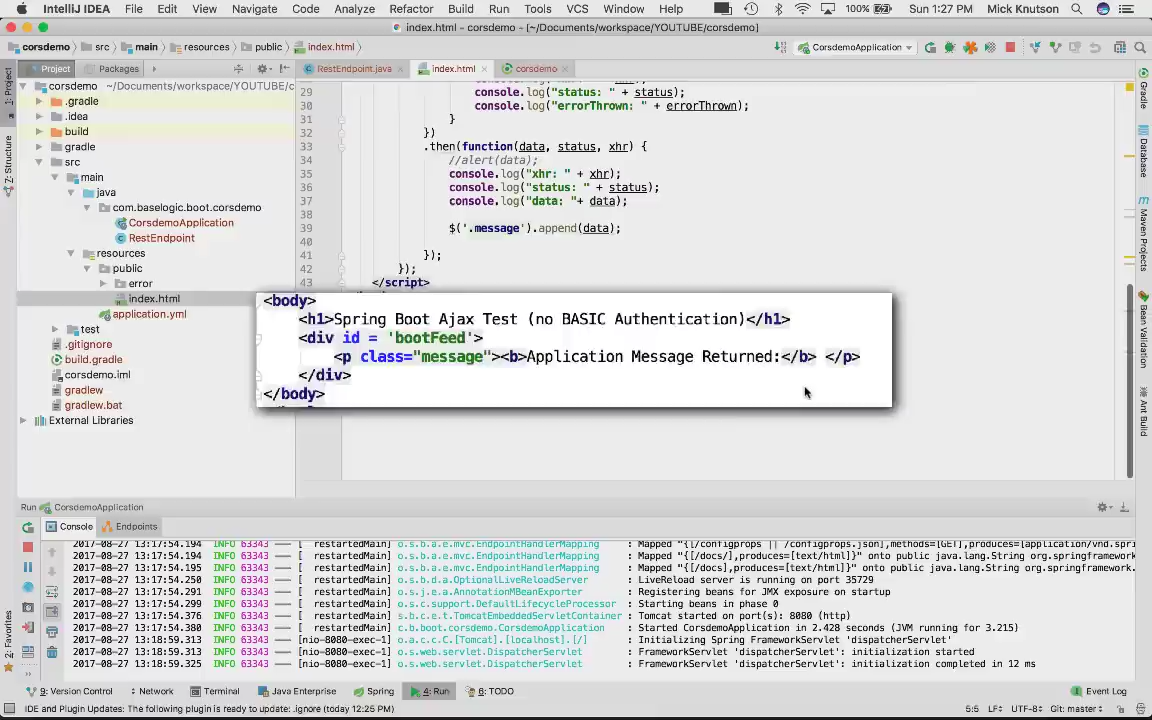 IntelliJ IDEA File Edit View Navigate Code Analyze Refactor Build Run Tools VCS Window Help 100% Sun 1:27 PM Mick Knutson
index.html - corsdemo - [~/Documents/workspace/YOUTUBE/corsdemo]
corsdemo src main resources public index.html CorsdemoApplication
Project Packages RestEndpoint.java index.html corsdemo
corsdemo ~/Documents/workspace/YOUTUBE/c
.gradle
.idea
build
gradle
src
main
java
com.baselogic.boot.corsdemo
CorsdemoApplication
RestEndpoint
resources
public
error
index.html
application.yml
test
.gitignore
build.gradle
corsdemo.iml
gradlew
gradlew.bat
External Libraries
1: Project
7: Structure
2: Favorites
29 console.log("status: " + status);
30 console.log("errorThrown: " + errorThrown);
31 }
32 })
33 .then(function(data, status, xhr) {
34 //alert(data);
35 console.log("xhr: " + xhr);
36 console.log("status: " + status);
37 console.log("data: "+ data);
38
39 $('.message').append(data);
40
41 });
42 });
43 </script>
<body>
<h1>Spring Boot Ajax Test (no BASIC Authentication)</h1>
<div id = 'bootFeed'>
<p class="message"><b>Application Message Returned:</b> </p>
</div>
</body>
Gradle
Database
Maven Projects
Bean Validation
Ant Build
Run CorsdemoApplication
Console Endpoints
2017-08-27 13:17:54.194 INFO 63343 --- [ restartedMain] o.s.b.a.e.mvc.EndpointHandlerMapping : Mapped "{[/configprops || /configprops.json],methods=[GET],produces=[application/vnd.spri
2017-08-27 13:17:54.194 INFO 63343 --- [ restartedMain] o.s.b.a.e.mvc.EndpointHandlerMapping : Mapped "{[/docs/],produces=[text/html]}" onto public java.lang.String org.springframework
2017-08-27 13:17:54.195 INFO 63343 --- [ restartedMain] o.s.b.a.e.mvc.EndpointHandlerMapping : Mapped "{[/docs],produces=[text/html]}" onto public java.lang.String org.springframework.
2017-08-27 13:17:54.250 INFO 63343 --- [ restartedMain] o.s.b.d.a.OptionalLiveReloadServer : LiveReload server is running on port 35729
2017-08-27 13:17:54.291 INFO 63343 --- [ restartedMain] o.s.j.e.a.AnnotationMBeanExporter : Registering beans for JMX exposure on startup
2017-08-27 13:17:54.299 INFO 63343 --- [ restartedMain] o.s.c.support.DefaultLifecycleProcessor : Starting beans in phase 0
2017-08-27 13:17:54.376 INFO 63343 --- [ restartedMain] s.b.c.e.t.TomcatEmbeddedServletContainer : Tomcat started on port(s): 8080 (http)
2017-08-27 13:17:54.380 INFO 63343 --- [ restartedMain] c.b.boot.corsdemo.CorsdemoApplication : Started CorsdemoApplication in 2.428 seconds (JVM running for 3.215)
2017-08-27 13:18:59.313 INFO 63343 --- [nio-8080-exec-1] o.a.c.c.C.[Tomcat].[localhost].[/] : Initializing Spring FrameworkServlet 'dispatcherServlet'
2017-08-27 13:18:59.313 INFO 63343 --- [nio-8080-exec-1] o.s.web.servlet.DispatcherServlet : FrameworkServlet 'dispatcherServlet': initialization started
2017-08-27 13:18:59.325 INFO 63343 --- [nio-8080-exec-1] o.s.web.servlet.DispatcherServlet : FrameworkServlet 'dispatcherServlet': initialization completed in 12 ms
9: Version Control Network Terminal Java Enterprise Spring 4: Run 6: TODO Event Log
IDE and Plugin Updates: The following plugin is ready to update: .ignore (today 12:25 PM) 5:5 LF UTF-8 Git: master